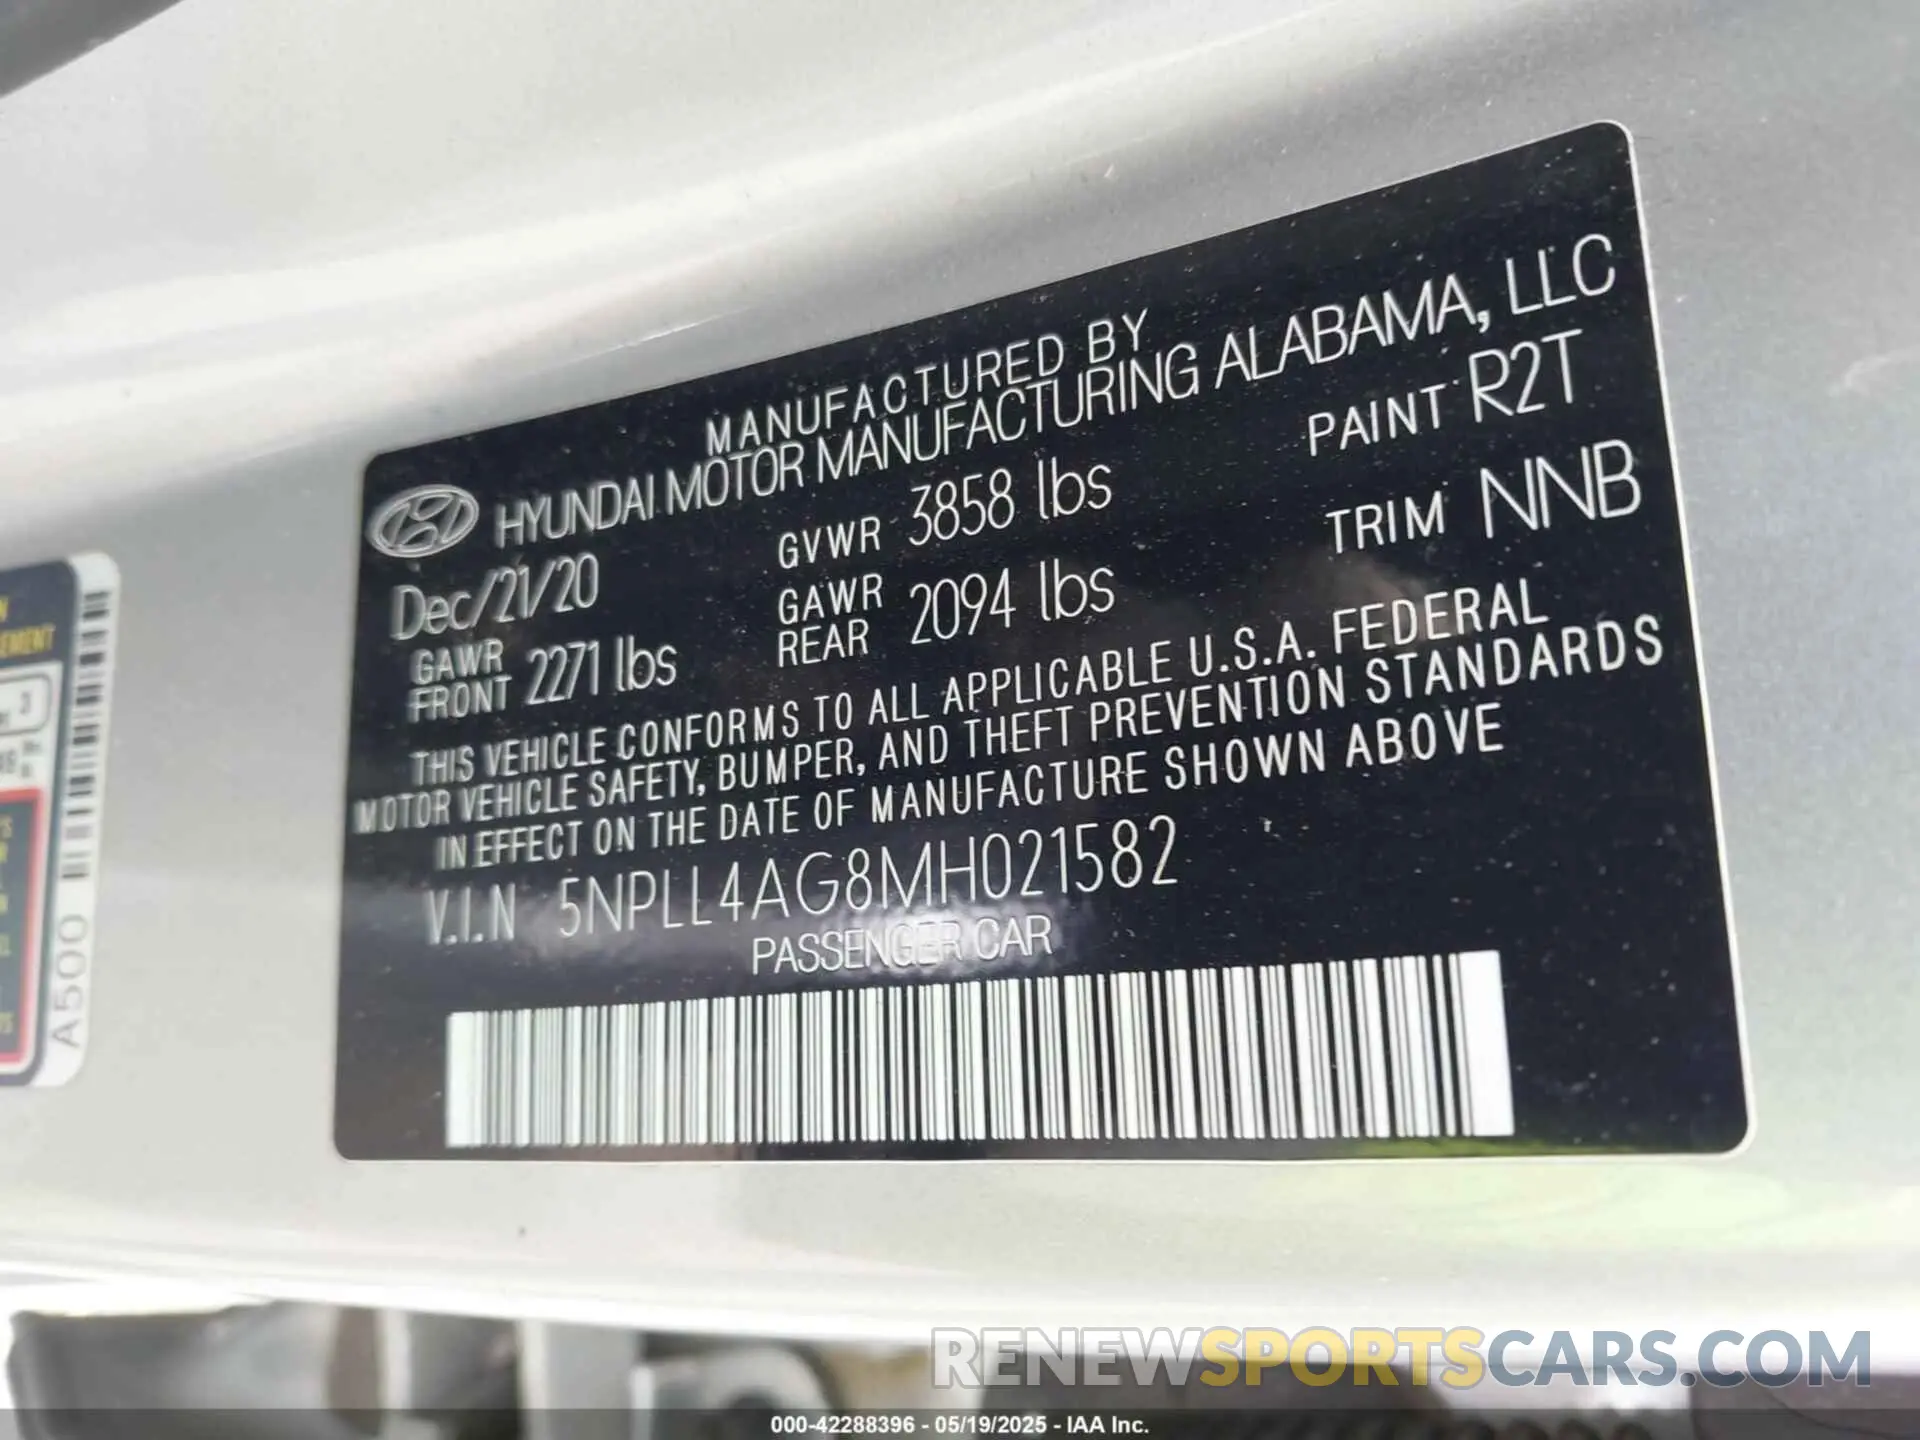 MANUFACTURED BY
HYUNDAI MOTOR MANUFACTURING ALABAMA, LLC
Dec/21/20 GVWR 3858 lbs PAINT R2T
GAWR FRONT 2271 lbs GAWR REAR 2094 lbs TRIM NNB
THIS VEHICLE CONFORMS TO ALL APPLICABLE U.S.A. FEDERAL
MOTOR VEHICLE SAFETY, BUMPER, AND THEFT PREVENTION STANDARDS
IN EFFECT ON THE DATE OF MANUFACTURE SHOWN ABOVE
V.I.N 5NPLL4AG8MH021582
PASSENGER CAR
A500
RENEWSPORTSCARS.COM
000-42288396 - 05/19/2025 - IAA Inc.